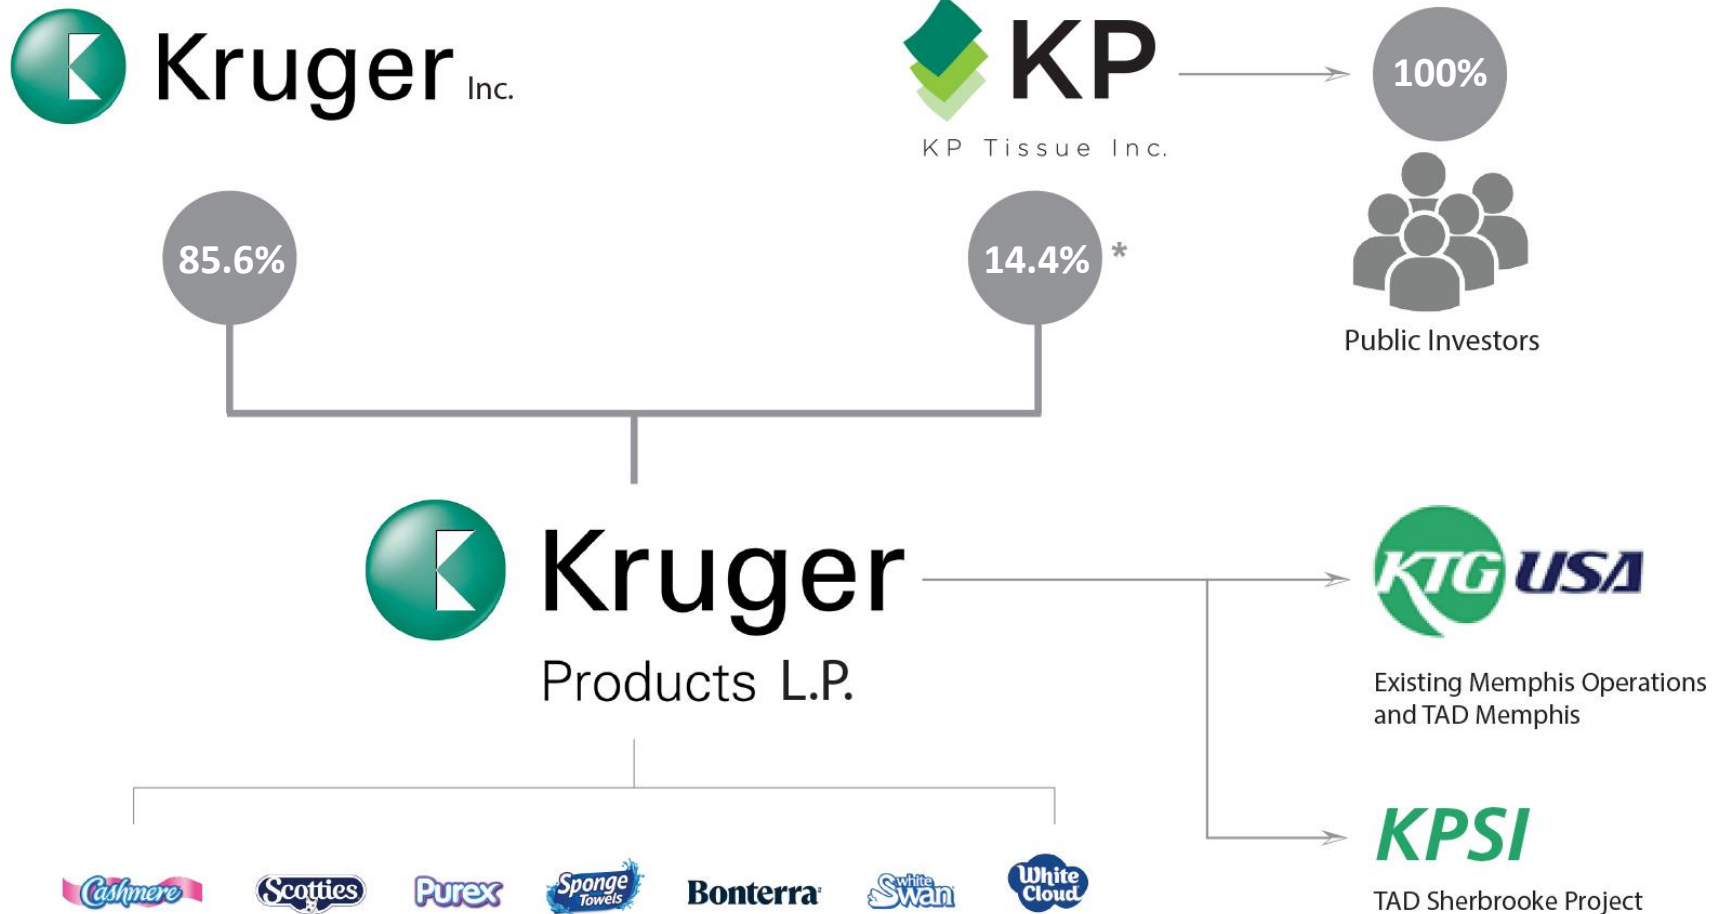 Kruger Inc.
KP
KP Tissue Inc.
100%
85.6%
14.4% *
Public Investors
Kruger
Products L.P.
KTG USA
Existing Memphis Operations
and TAD Memphis
KPSI
TAD Sherbrooke Project
Cashmere
Scotties
Purex
Sponge
Towels
Bonterra
White
Swan
White
Cloud